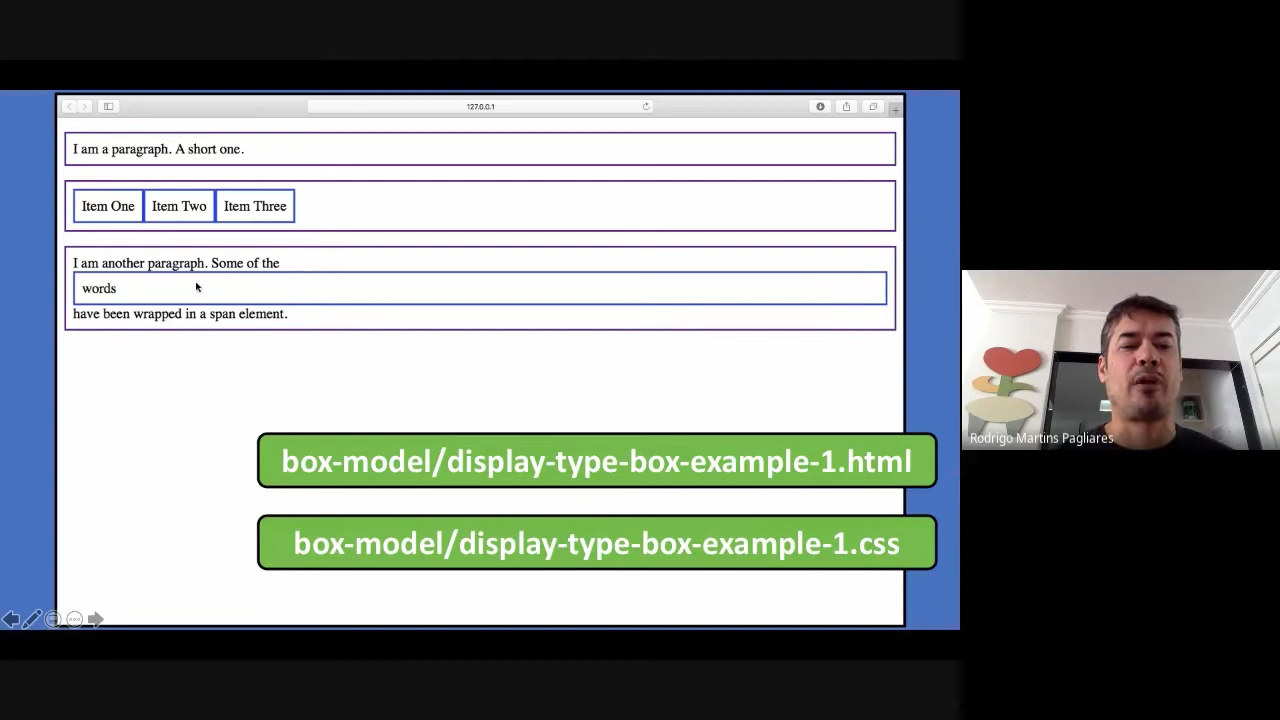 127.0.0.1
I am a paragraph. A short one.
Item One Item Two Item Three
I am another paragraph. Some of the
words
have been wrapped in a span element.
box-model/display-type-box-example-1.html
box-model/display-type-box-example-1.css
Rodrigo Martins Pagliares